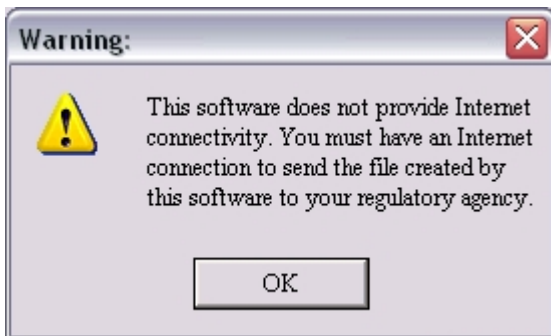 Warning:
This software does not provide Internet
connectivity. You must have an Internet
connection to send the file created by
this software to your regulatory agency.
OK